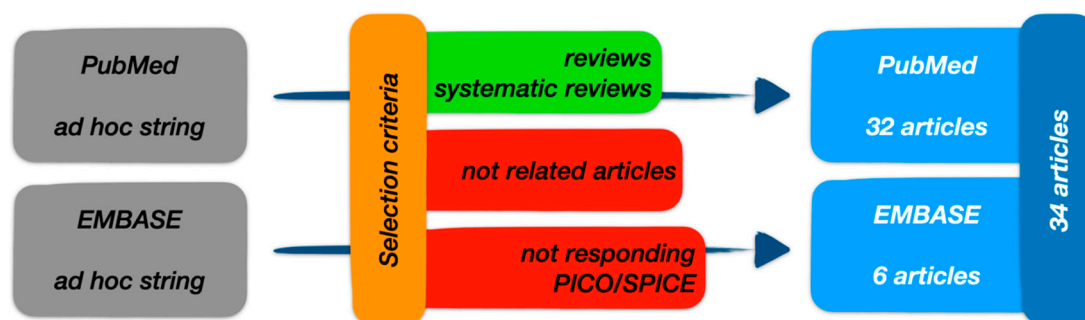 PubMed
ad hoc string
EMBASE
ad hoc string
Selection criteria
reviews
systematic reviews
not related articles
not responding
PICO/SPICE
PubMed
32 articles
EMBASE
6 articles
34 articles